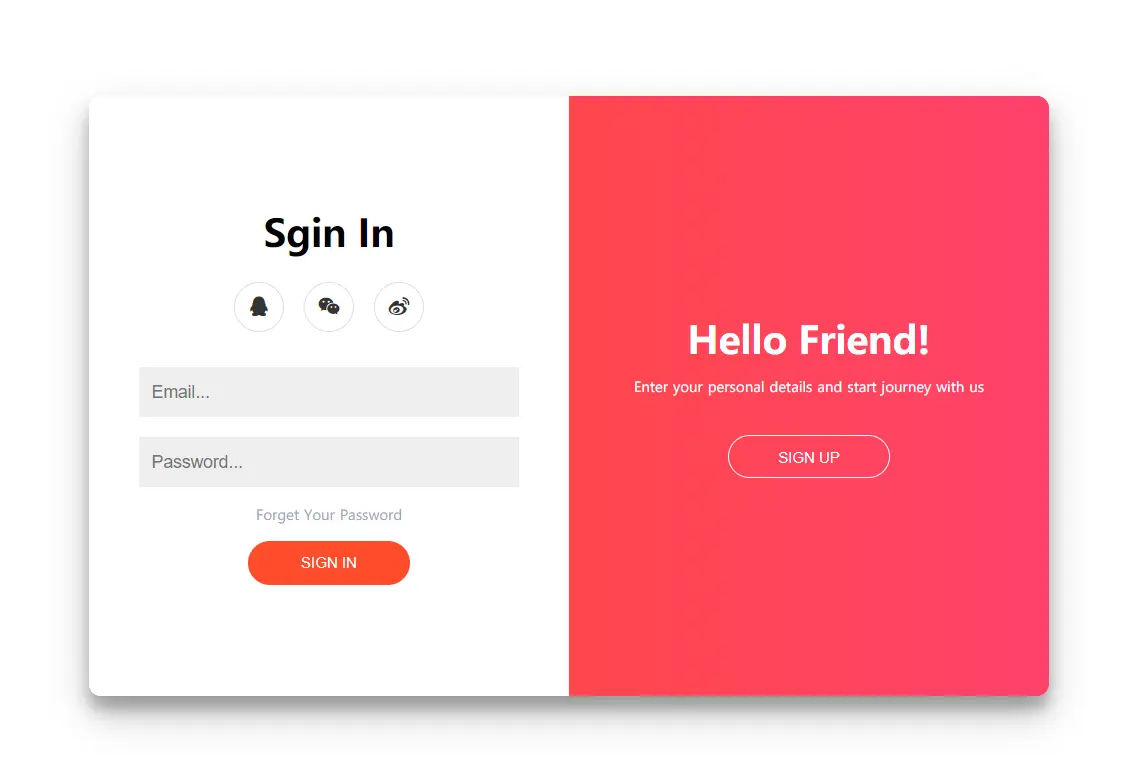 Sgin In
Email...
Password...
Forget Your Password
SIGN IN
Hello Friend!
Enter your personal details and start journey with us
SIGN UP